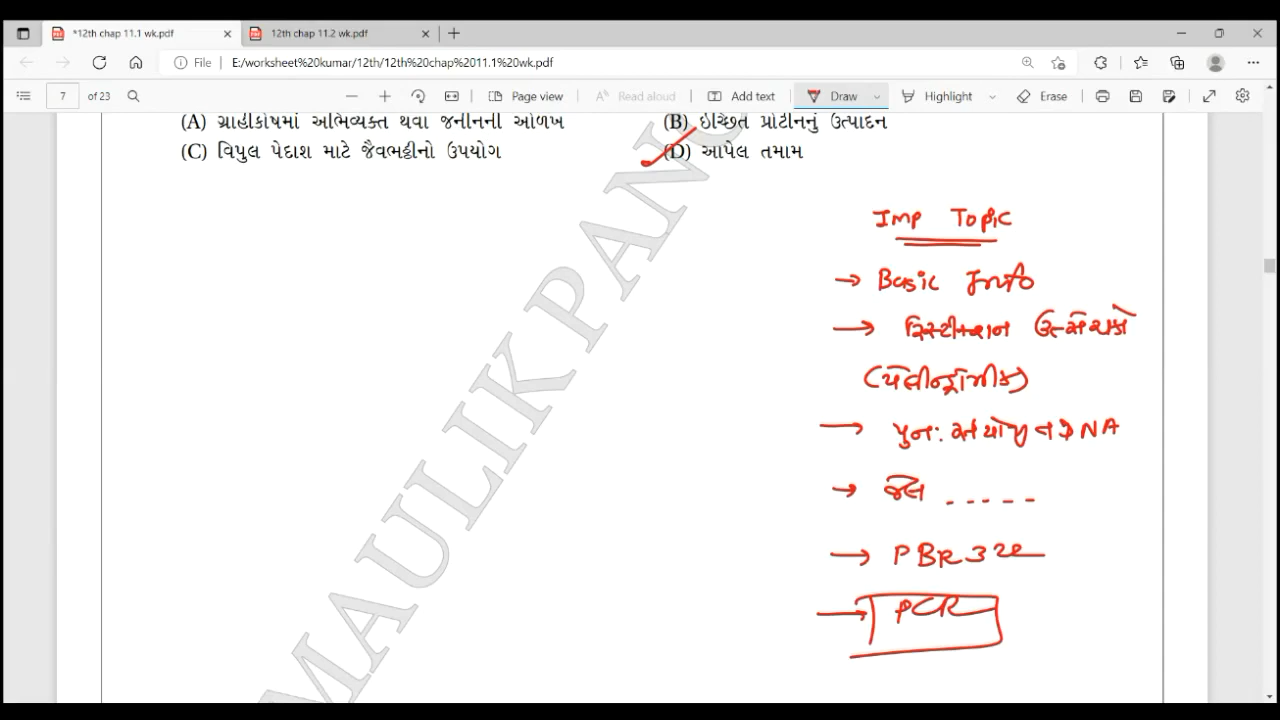 *12th chap 11.1 wk.pdf
12th chap 11.2 wk.pdf
File E:/worksheet%20kumar/12th/12th%20chap%2011.1%20wk.pdf
7 of 23 Page view Read aloud Add text Draw Highlight Erase
(A) ગ્રાહીકોષમાં અભિવ્યક્ત થવા જનીનની ઓળખ (B) ઇચ્છિત પ્રોટીનનું ઉત્પાદન
(C) વિપુલ પેદાશ માટે જૈવભઠ્ઠીનો ઉપયોગ (D) આપેલ તમામ
MAULIK PANC
Imp Topic
→ Basic Info
→ રિસ્ટ્રીક્શન ઉત્સેચકો
(પેલીન્ડ્રોમીક)
→ પુનઃ સંયોજન DNA
→ જેલ -----
→ PBR322
→ PCR